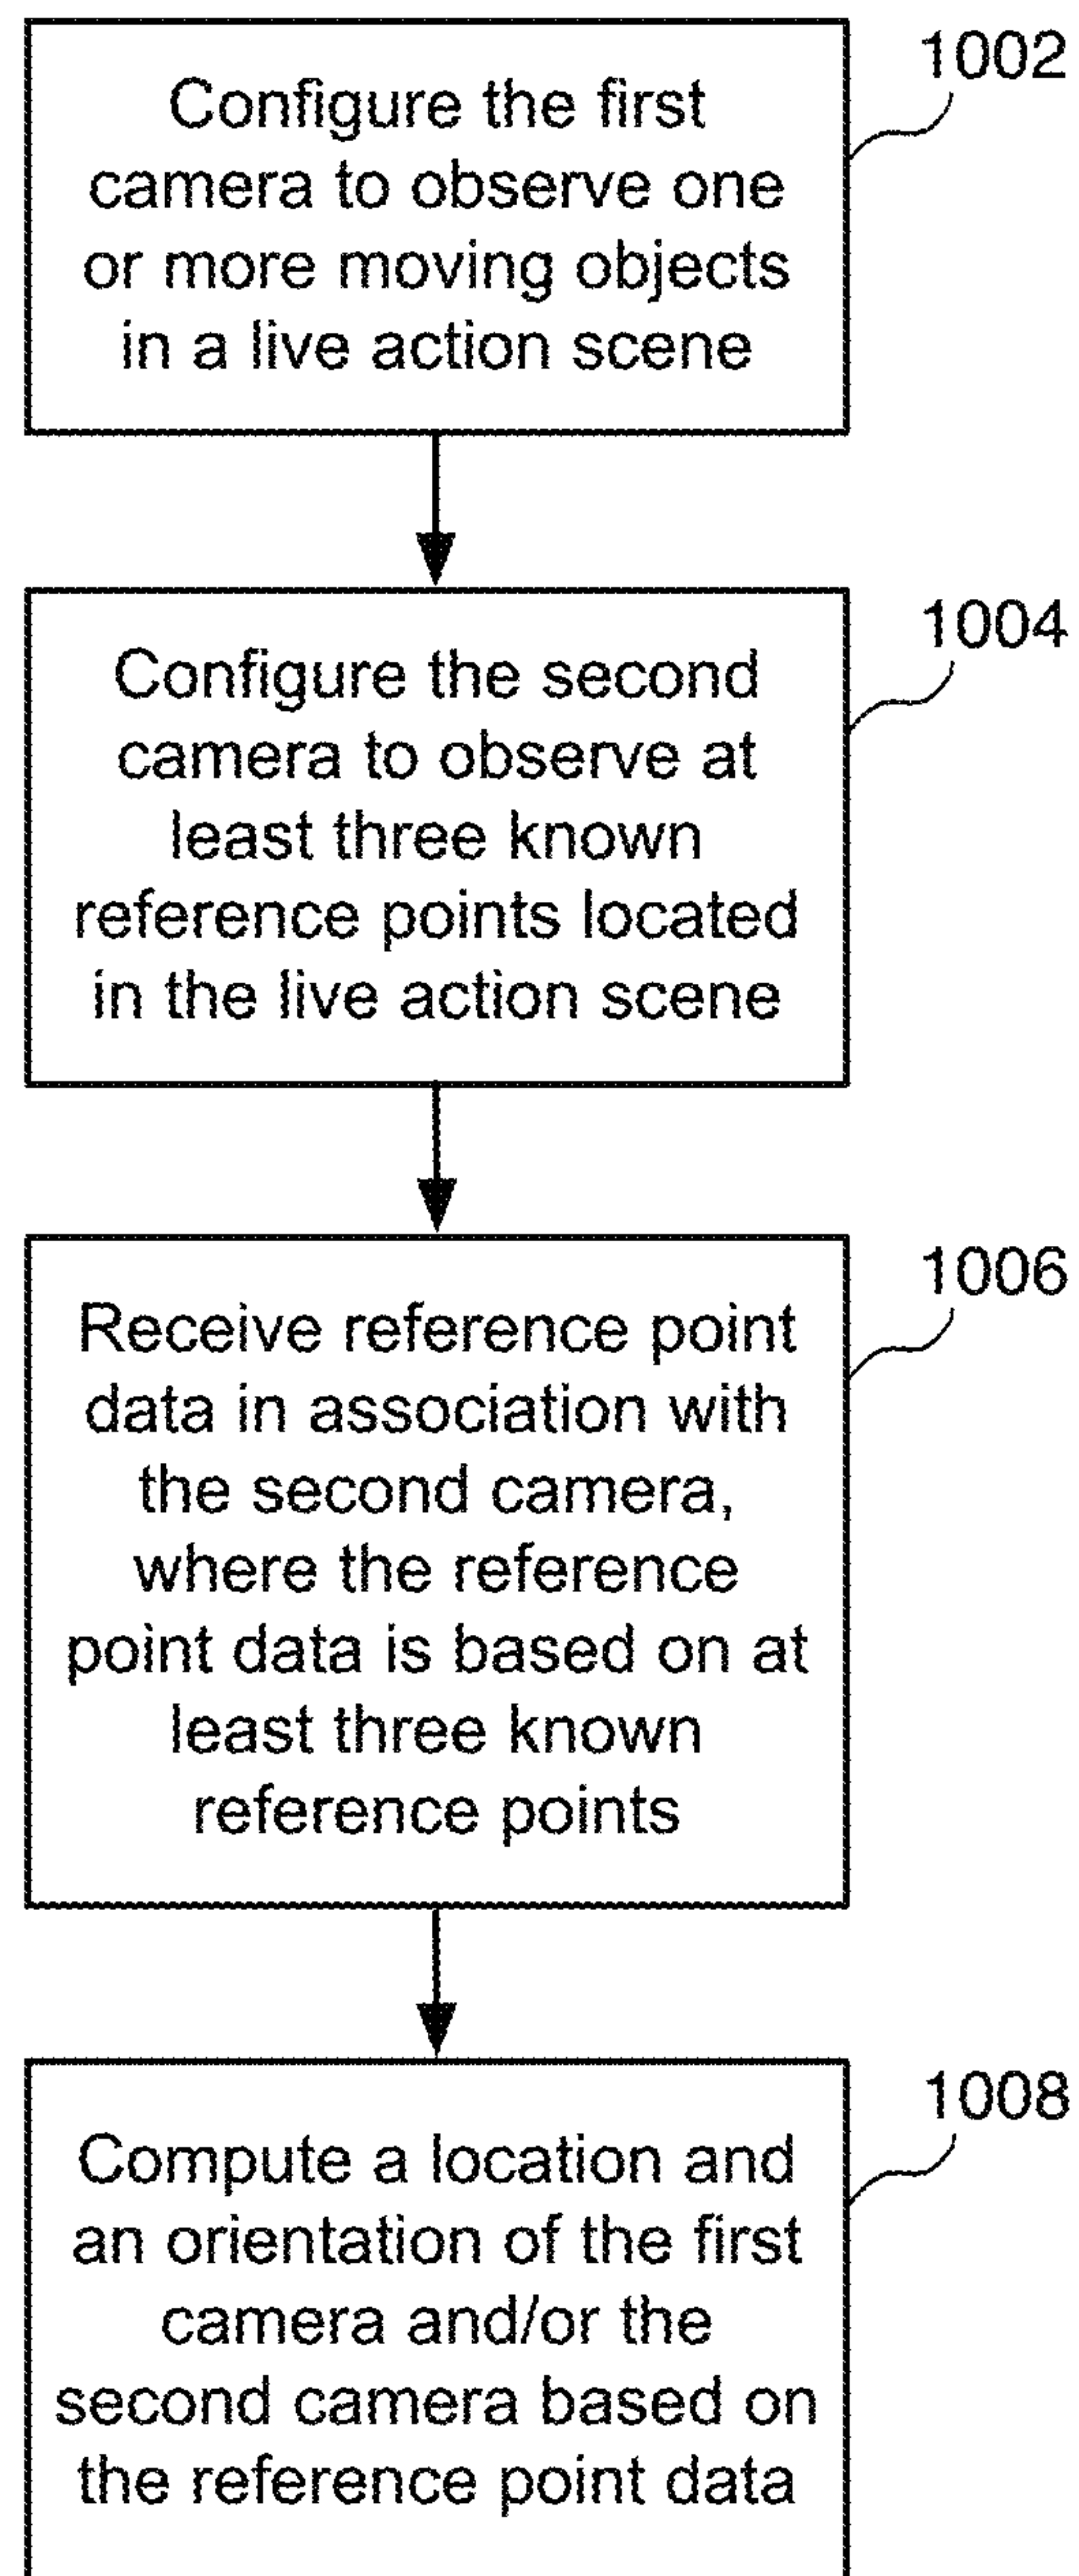 1002
Configure the first
camera to observe one
or more moving objects
in a live action scene
1004
Configure the second
camera to observe at
least three known
reference points located
in the live action scene
1006
Receive reference point
data in association with
the second camera,
where the reference
point data is based on at
least three known
reference points
1008
Compute a location and
an orientation of the first
camera and/or the
second camera based on
the reference point data